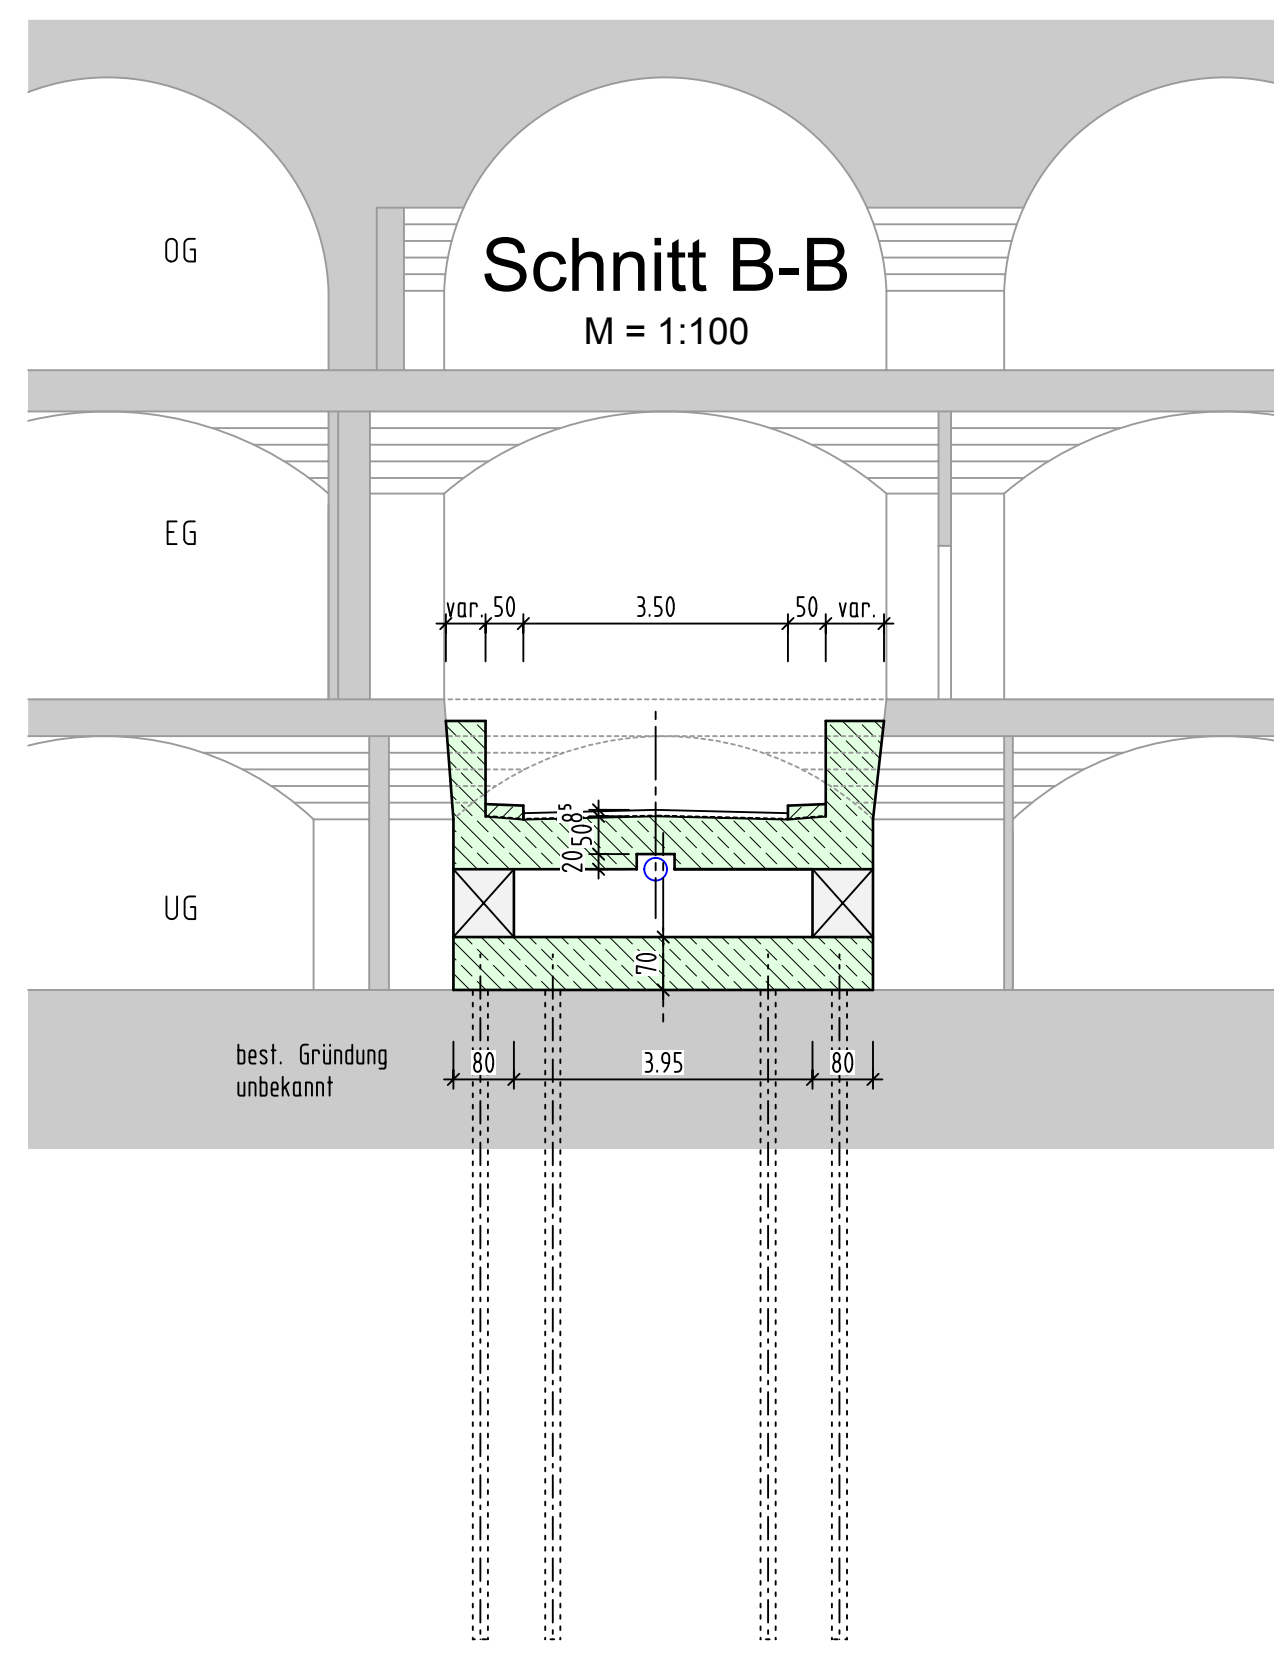 OG
Schnitt B-B
M = 1:100
EG
var. 50 3.50 50 var.
8⁵
50
20
UG
70
best. Gründung
unbekannt
80 3.95 80